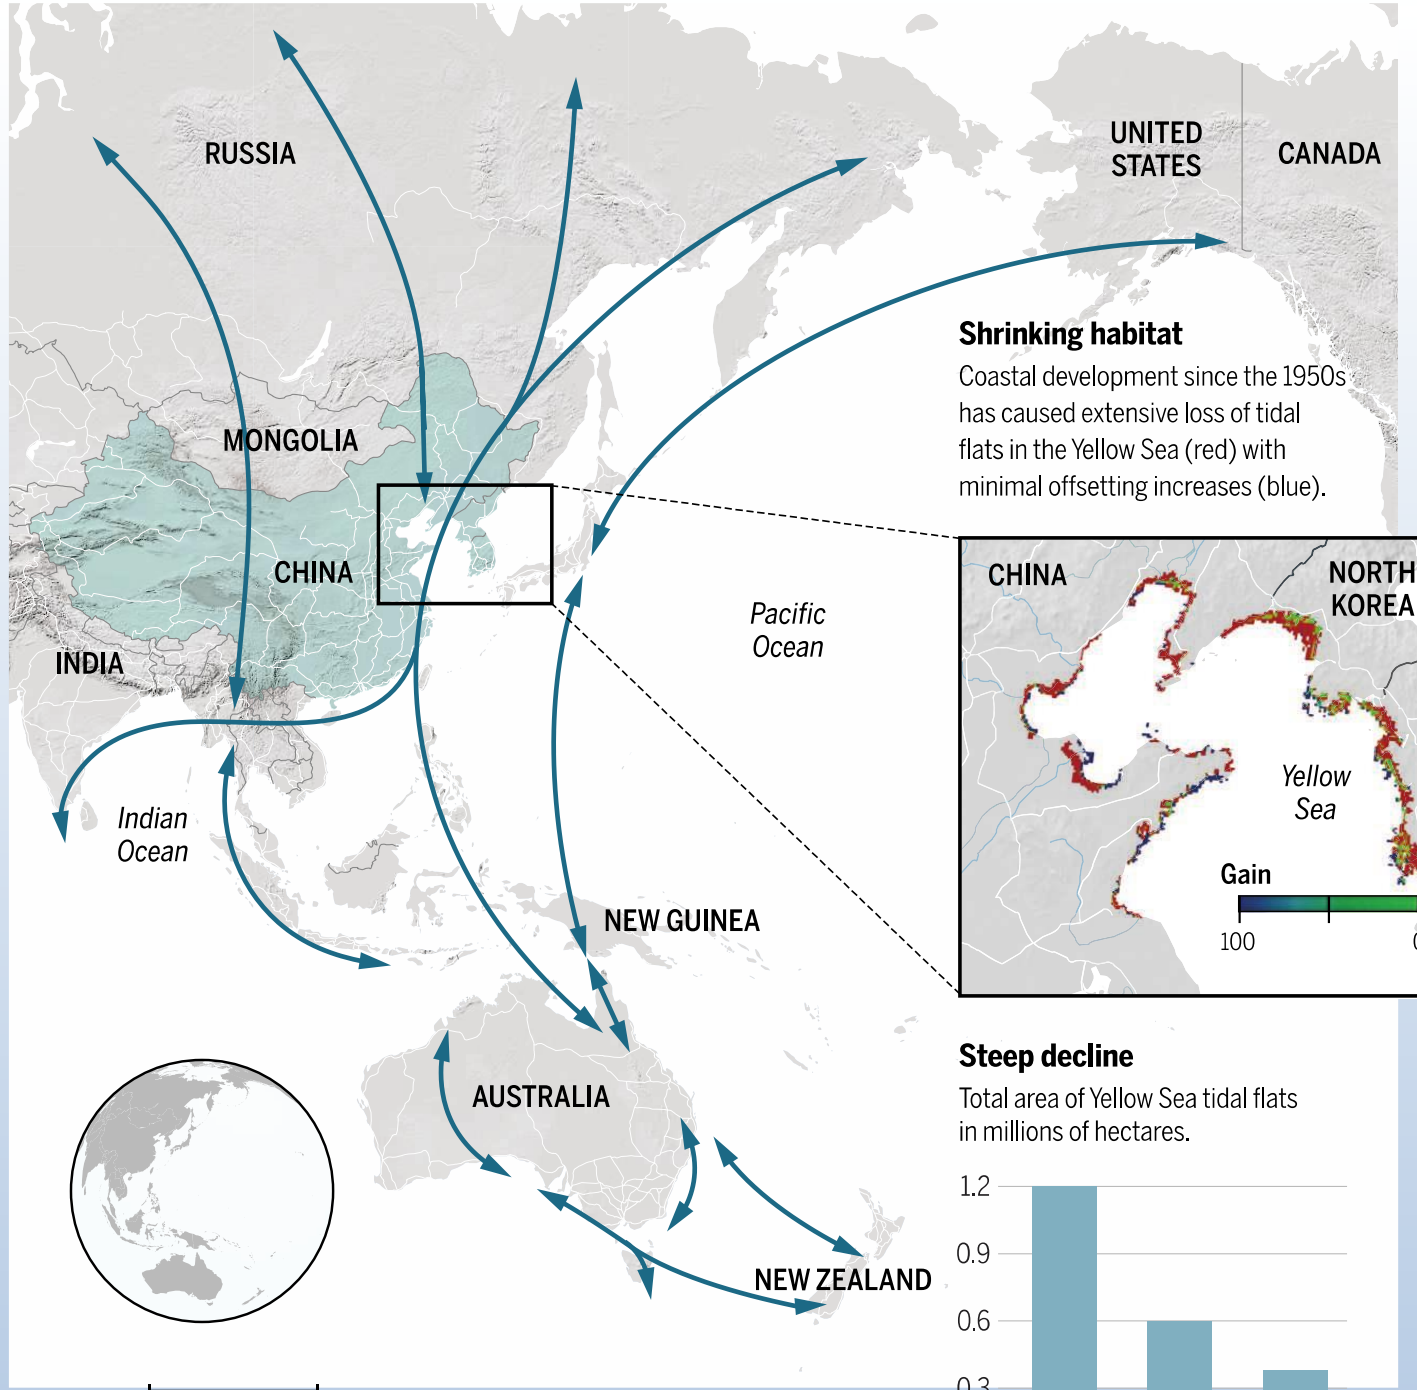 RUSSIA
UNITED
STATES
CANADA
Shrinking habitat
Coastal development since the 1950s
has caused extensive loss of tidal
flats in the Yellow Sea (red) with
minimal offsetting increases (blue).
MONGOLIA
CHINA
INDIA
Pacific
Ocean
Indian
Ocean
CHINA
NORTH
KOREA
Yellow
Sea
Gain
100
NEW GUINEA
AUSTRALIA
NEW ZEALAND
Steep decline
Total area of Yellow Sea tidal flats
in millions of hectares.
1.2
0.9
0.6
0.3